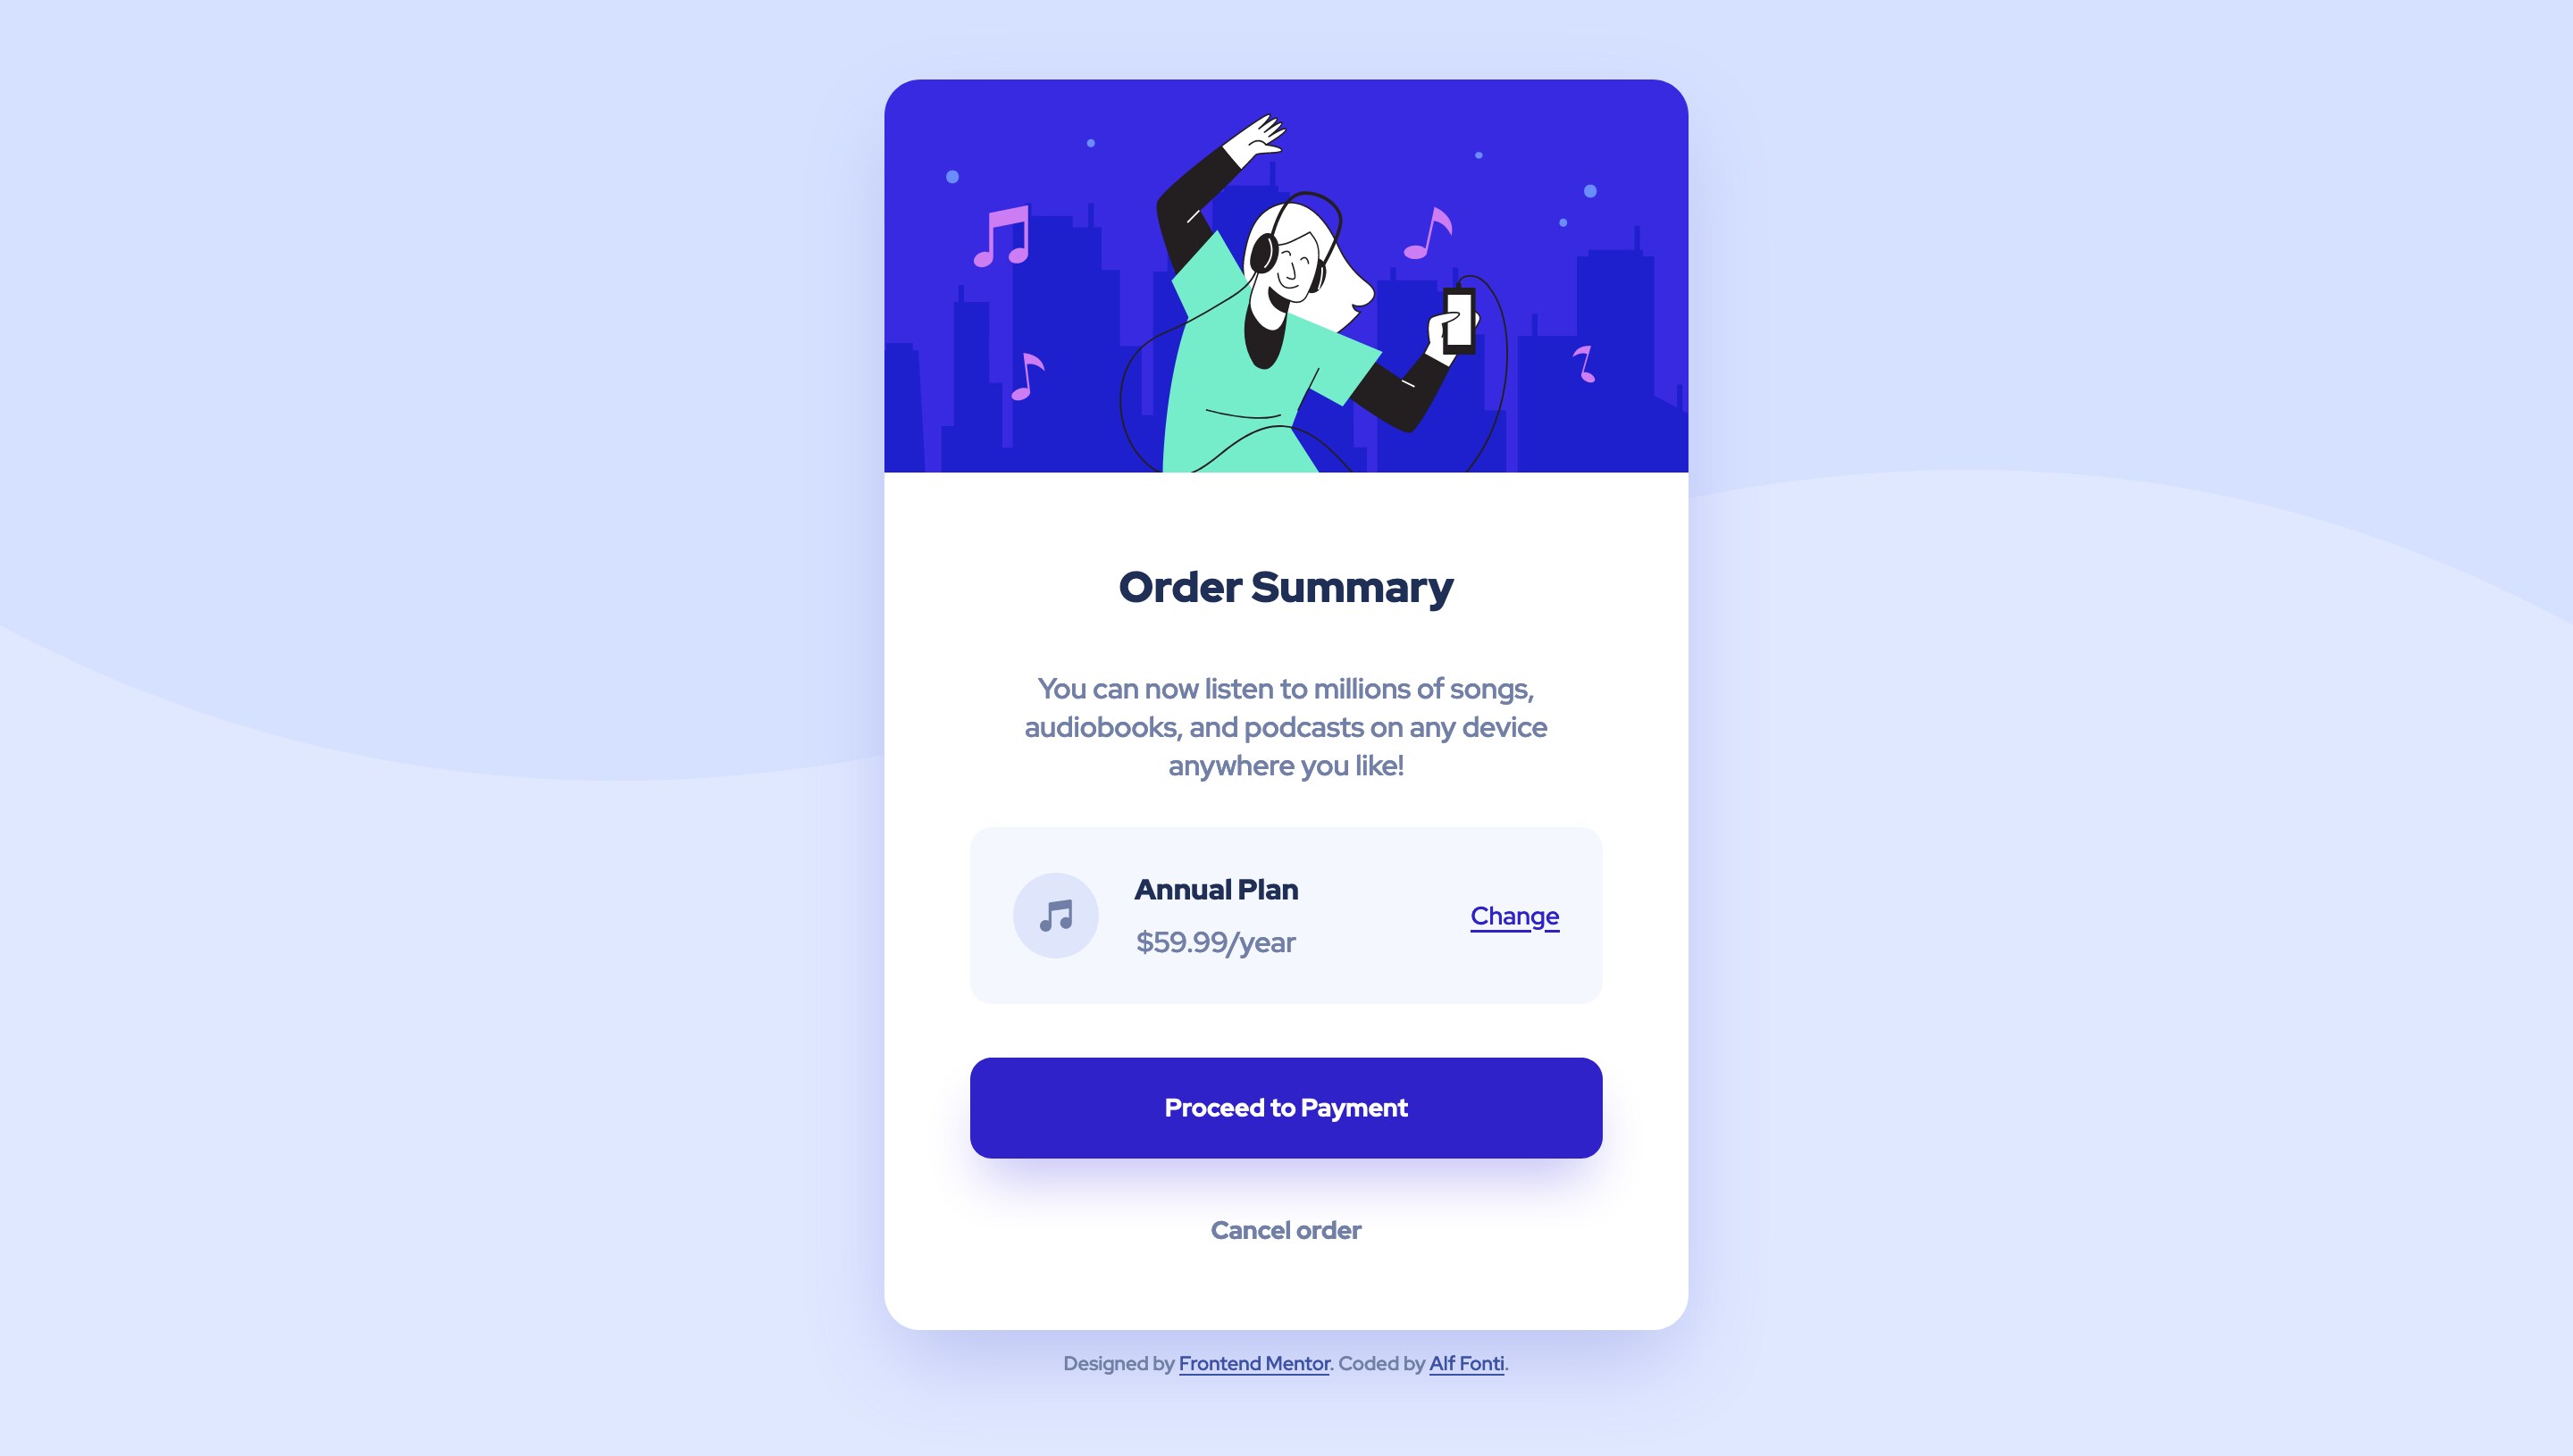 Order Summary
You can now listen to millions of songs,
audiobooks, and podcasts on any device
anywhere you like!
Annual Plan
$59.99/year
Change
Proceed to Payment
Cancel order
Designed by Frontend Mentor. Coded by Alf Fonti.